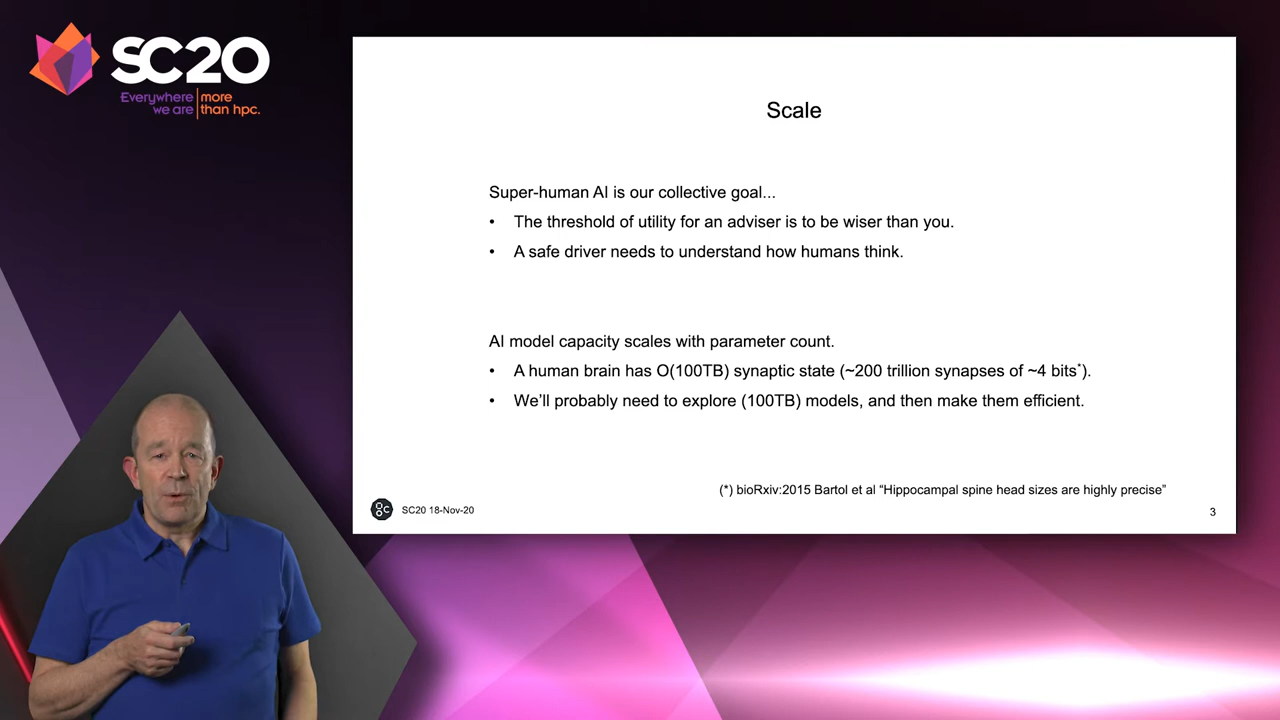 SC20
Everywhere more
we are than hpc.
Scale
Super-human AI is our collective goal...
• The threshold of utility for an adviser is to be wiser than you.
• A safe driver needs to understand how humans think.
AI model capacity scales with parameter count.
• A human brain has O(100TB) synaptic state (~200 trillion synapses of ~4 bits*).
• We'll probably need to explore (100TB) models, and then make them efficient.
(*) bioRxiv:2015 Bartol et al “Hippocampal spine head sizes are highly precise”
SC20 18-Nov-20
3